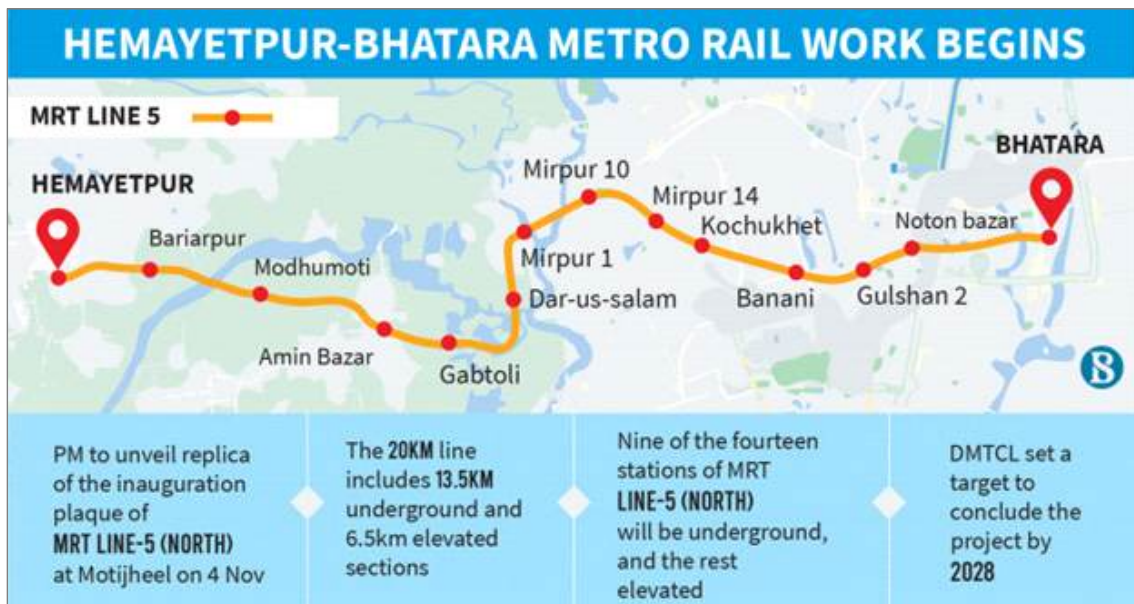 HEMAYETPUR-BHATARA METRO RAIL WORK BEGINS
MRT LINE 5
HEMAYETPUR
Bariarpur
Modhumoti
Amin Bazar
Gabtoli
Dar-us-salam
Mirpur 1
Mirpur 10
Mirpur 14
Kochukhet
Banani
Gulshan 2
Noton bazar
BHATARA
PM to unveil replica
of the inauguration
plaque of
MRT LINE-5 (NORTH)
at Motijheel on 4 Nov
The 20KM line
includes 13.5KM
underground and
6.5km elevated
sections
Nine of the fourteen
stations of MRT
LINE-5 (NORTH)
will be underground,
and the rest
elevated
DMTCL set a
target to
conclude the
project by
2028